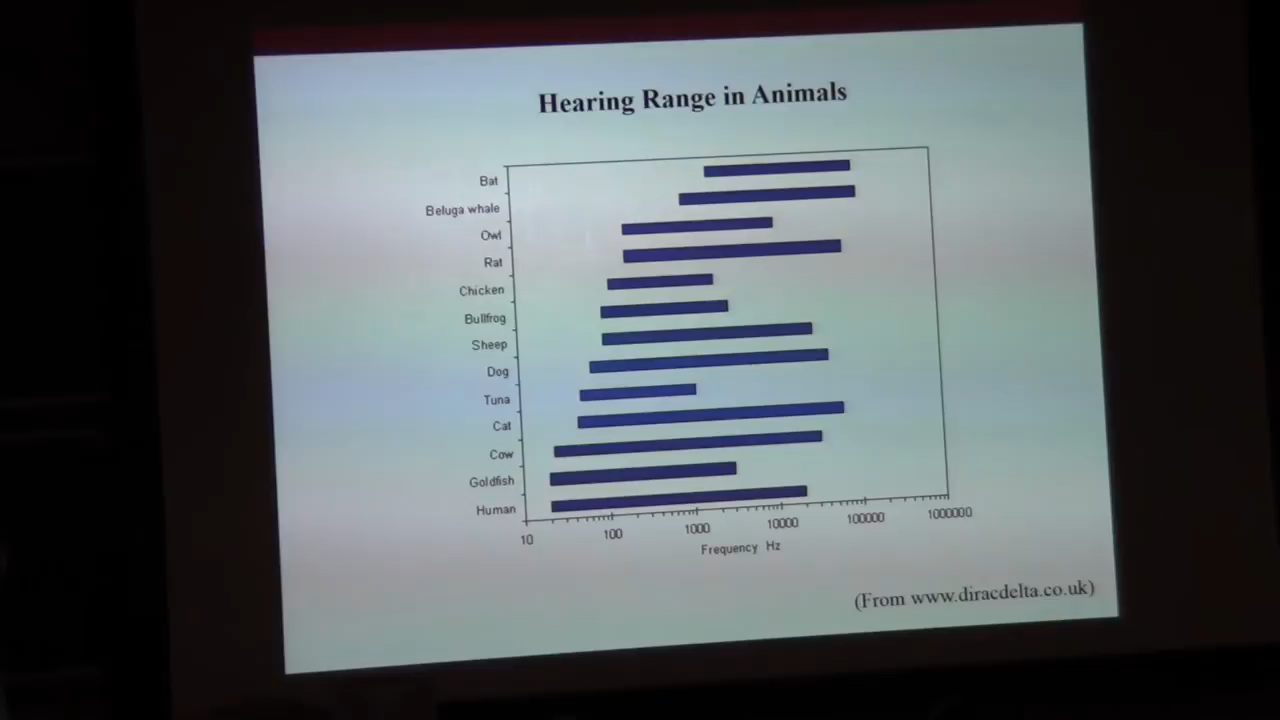 Hearing Range in Animals
Bat
Beluga whale
Owl
Rat
Chicken
Bullfrog
Sheep
Dog
Tuna
Cat
Cow
Goldfish
Human
10 100 1000 10000 100000 1000000
Frequency Hz
(From www.diracdelta.co.uk)